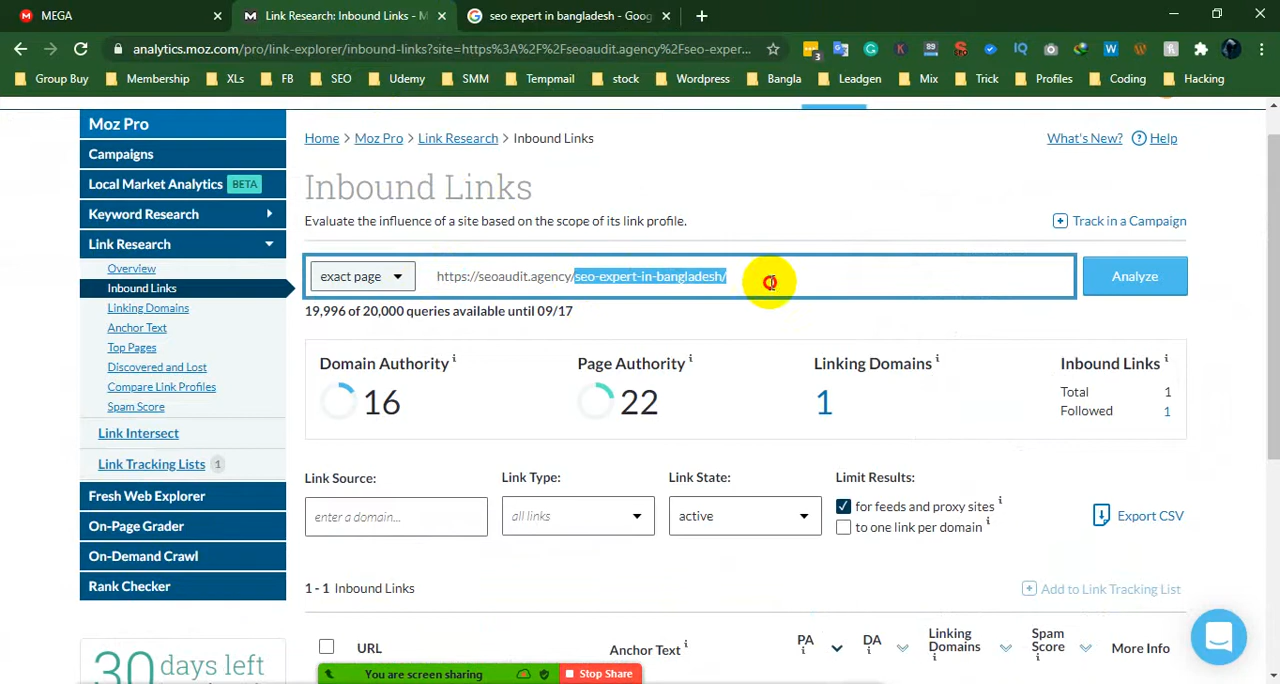 MEGA
Link Research: Inbound Links - M
seo expert in bangladesh - Goog
analytics.moz.com/pro/link-explorer/inbound-links?site=https%3A%2F%2Fseoaudit.agency%2Fseo-exper...
Group Buy
Membership
XLs
FB
SEO
Udemy
SMM
Tempmail
stock
Wordpress
Bangla
Leadgen
Mix
Trick
Profiles
Coding
Hacking
Moz Pro
Campaigns
Local Market Analytics BETA
Keyword Research
Link Research
Overview
Inbound Links
Linking Domains
Anchor Text
Top Pages
Discovered and Lost
Compare Link Profiles
Spam Score
Link Intersect
Link Tracking Lists 1
Fresh Web Explorer
On-Page Grader
On-Demand Crawl
Rank Checker
30 days left
Home > Moz Pro > Link Research > Inbound Links
What's New? Help
Inbound Links
Evaluate the influence of a site based on the scope of its link profile.
Track in a Campaign
exact page
https://seoaudit.agency/seo-expert-in-bangladesh/
Analyze
19,996 of 20,000 queries available until 09/17
Domain Authority
16
Page Authority
22
Linking Domains
1
Inbound Links
Total 1
Followed 1
Link Source:
enter a domain...
Link Type:
all links
Link State:
active
Limit Results:
for feeds and proxy sites
to one link per domain
Export CSV
1 - 1 Inbound Links
Add to Link Tracking List
URL
Anchor Text
PA
DA
Linking
Domains
Spam
Score
More Info
You are screen sharing
Stop Share